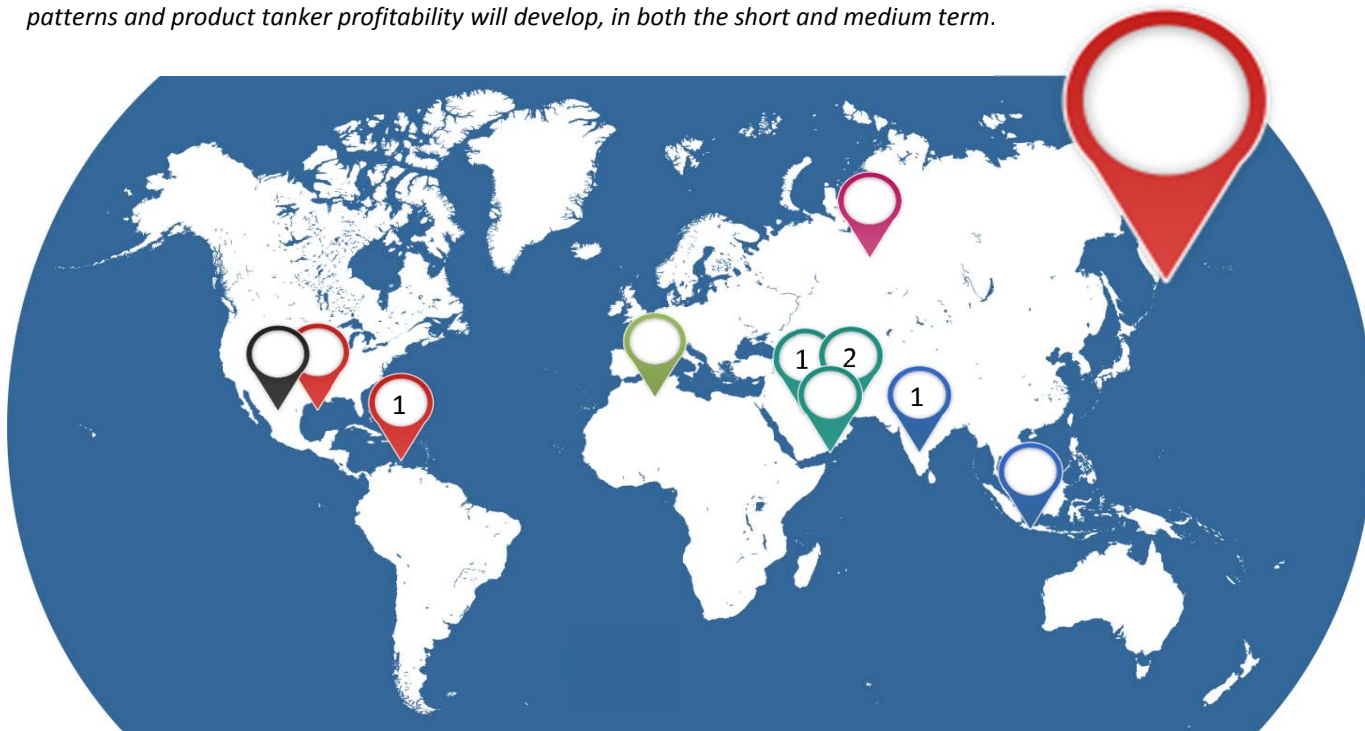 patterns and product tanker profitability will develop, in both the short and medium term.
1
2
1
1